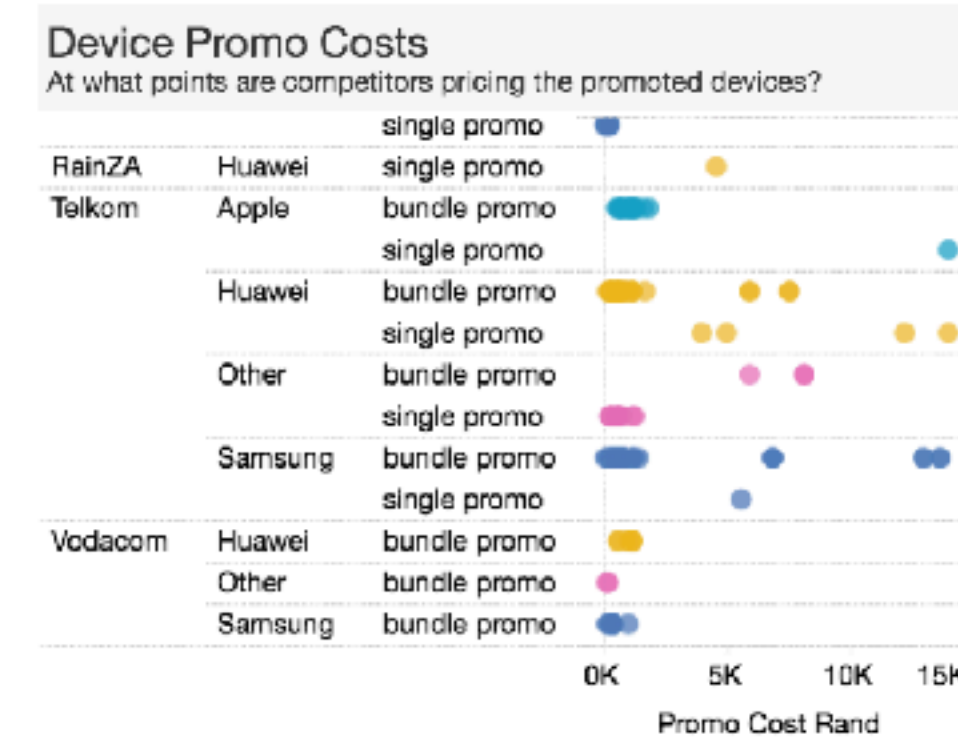 Device Promo Costs
At what points are competitors pricing the promoted devices?
single promo
RainZA Huawei single promo
Telkom Apple bundle promo
single promo
Huawei bundle promo
single promo
Other bundle promo
single promo
Samsung bundle promo
single promo
Vodacom Huawei bundle promo
Other bundle promo
Samsung bundle promo
0K 5K 10K 15K
Promo Cost Rand